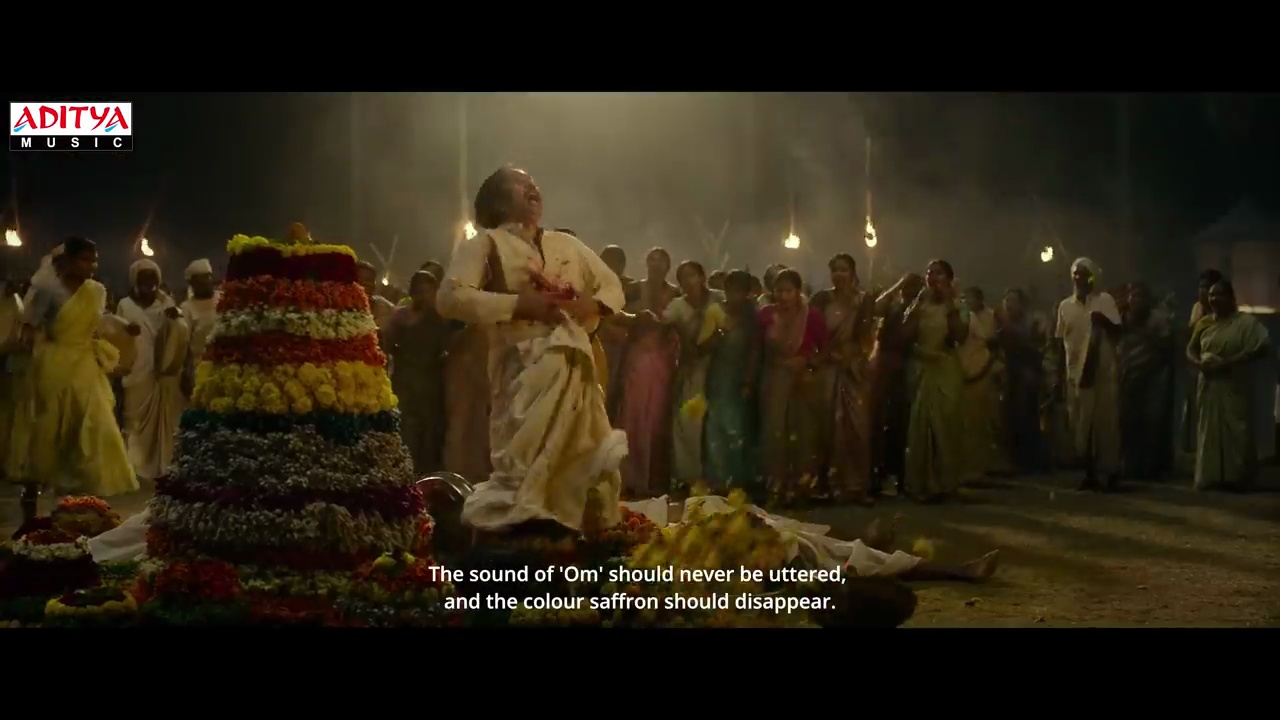 ADITYA
MUSIC
The sound of 'Om' should never be uttered,
and the colour saffron should disappear.